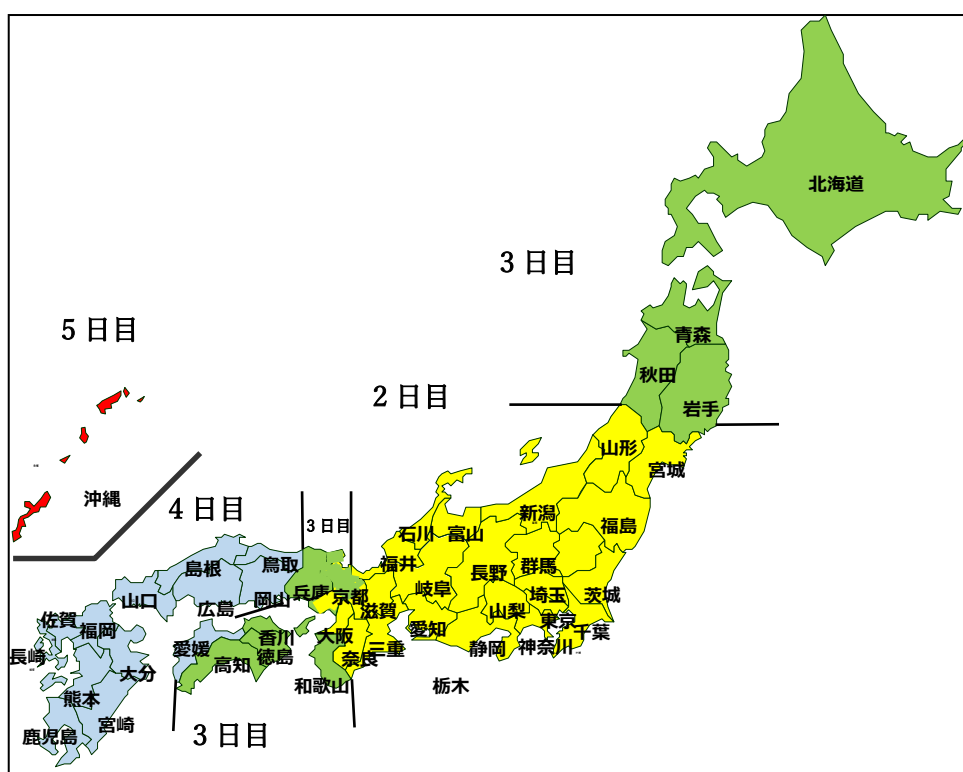 北海道
3 日目
青森
5 日目
秋田
2 日目
岩手
山形
宮城
沖縄
4 日目
3 日目
新潟
福島
石川
富山
福井
鳥取
島根
群馬
長野
岐阜
兵庫
京都
埼玉
茨城
山口
岡山
広島
滋賀
山梨
佐賀
福岡
東京
千葉
愛知
香川
大阪
愛媛
三重
静岡
神奈川
長崎
徳島
高知
奈良
大分
和歌山
栃木
熊本
宮崎
鹿児島
3 日目